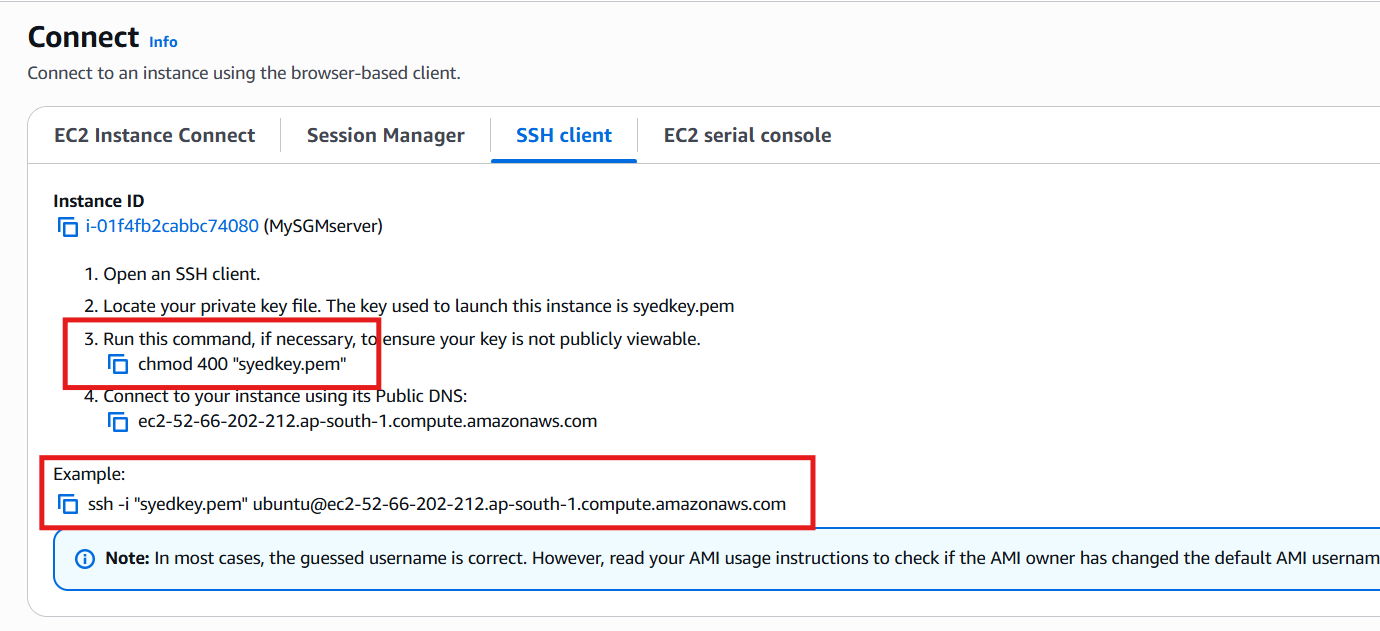 Connect Info
Connect to an instance using the browser-based client.
EC2 Instance Connect Session Manager SSH client EC2 serial console
Instance ID
i-01f4fb2cabbc74080 (MySGMserver)
1. Open an SSH client.
2. Locate your private key file. The key used to launch this instance is syedkey.pem
3. Run this command, if necessary, to ensure your key is not publicly viewable.
chmod 400 "syedkey.pem"
4. Connect to your instance using its Public DNS:
ec2-52-66-202-212.ap-south-1.compute.amazonaws.com
Example:
ssh -i "syedkey.pem" ubuntu@ec2-52-66-202-212.ap-south-1.compute.amazonaws.com
Note: In most cases, the guessed username is correct. However, read your AMI usage instructions to check if the AMI owner has changed the default AMI usernam